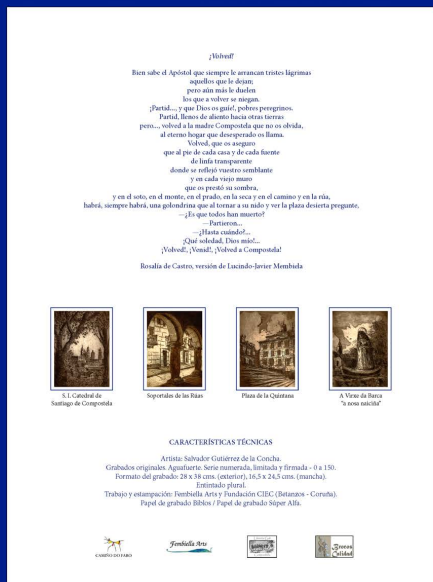 ¡Volved!
Bien sabe el Apóstol que siempre le arrancan tristes lágrimas
aquellos que le dejan;
pero aún más le duelen
los que a volver se niegan.
¡Partid..., y que Dios os guíe!, pobres peregrinos.
Partid, llenos de aliento hacia otras tierras
pero..., volved a la madre Compostela que no os olvida,
al eterno hogar que desesperado os llama.
Volved, que os aseguro
que al pie de cada casa y de cada fuente
de linfa transparente
donde se reflejó vuestro semblante
y en cada viejo muro
que os prestó su sombra,
y en el soto, en el monte, en el prado, en la seca y en el camino y en la rúa,
habrá, siempre habrá, una golondrina que al tornar a su nido y ver la plaza desierta pregunte,
—¿Es que todos han muerto?
—Partieron...
—¿Hasta cuándo?...
¡Qué soledad, Dios mío!...
¡Volved!, ¡Venid!, ¡Volved a Compostela!
Rosalía de Castro, versión de Lucindo-Javier Membiela
S. I. Catedral de
Santiago de Compostela
Soportales de las Rúas
Plaza de la Quintana
A Virxe da Barca
"a nosa naiciña"
CARACTERÍSTICAS TÉCNICAS
Artista: Salvador Gutiérrez de la Concha.
Grabados originales. Aguafuerte. Serie numerada, limitada y firmada - 0 a 150.
Formato del grabado: 28 x 38 cms. (exterior), 16,5 x 24,5 cms. (mancha).
Entintado plural.
Trabajo y estampación: Fembiella Arts y Fundación CIEC (Betanzos - Coruña).
Papel de grabado Biblos / Papel de grabado Súper Alfa.
CAMIÑO DO FARO
Fembiella Arts
Bronce
Calidad